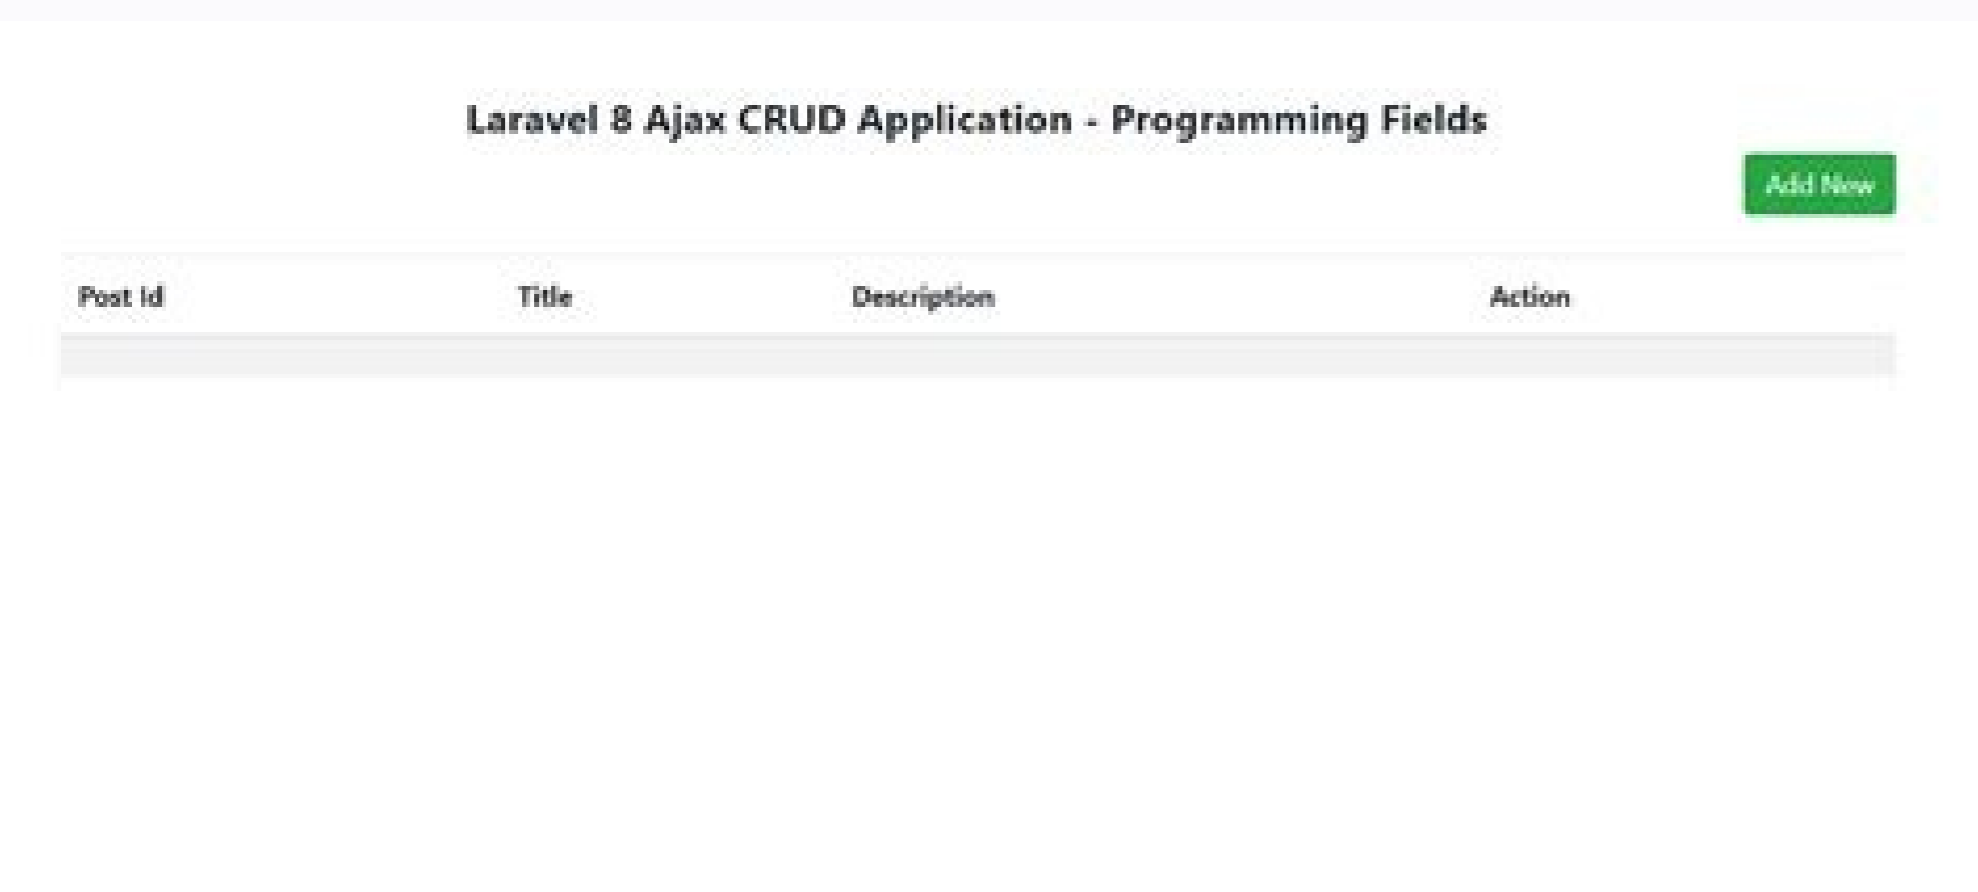 Laravel 8 Ajax CRUD Application - Programming Fields
Add New
Post Id Title Description Action